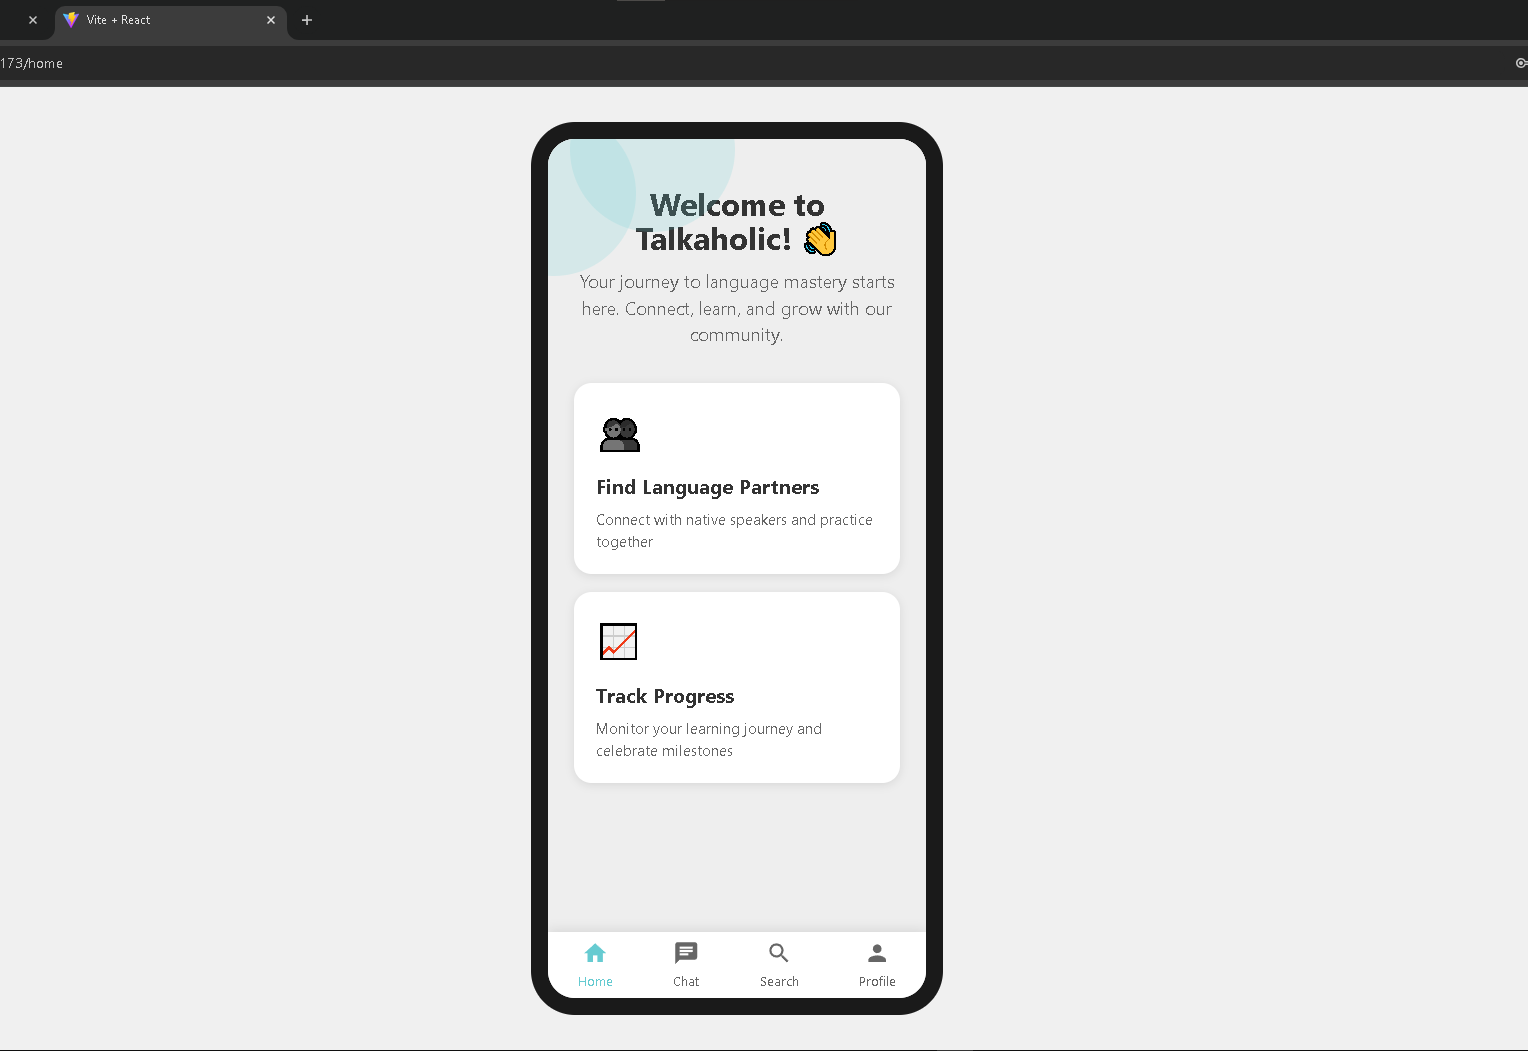 Vite + React
173/home
Welcome to
Talkaholic! 👋
Your journey to language mastery starts
here. Connect, learn, and grow with our
community.
Find Language Partners
Connect with native speakers and practice
together
Track Progress
Monitor your learning journey and
celebrate milestones
Home
Chat
Search
Profile